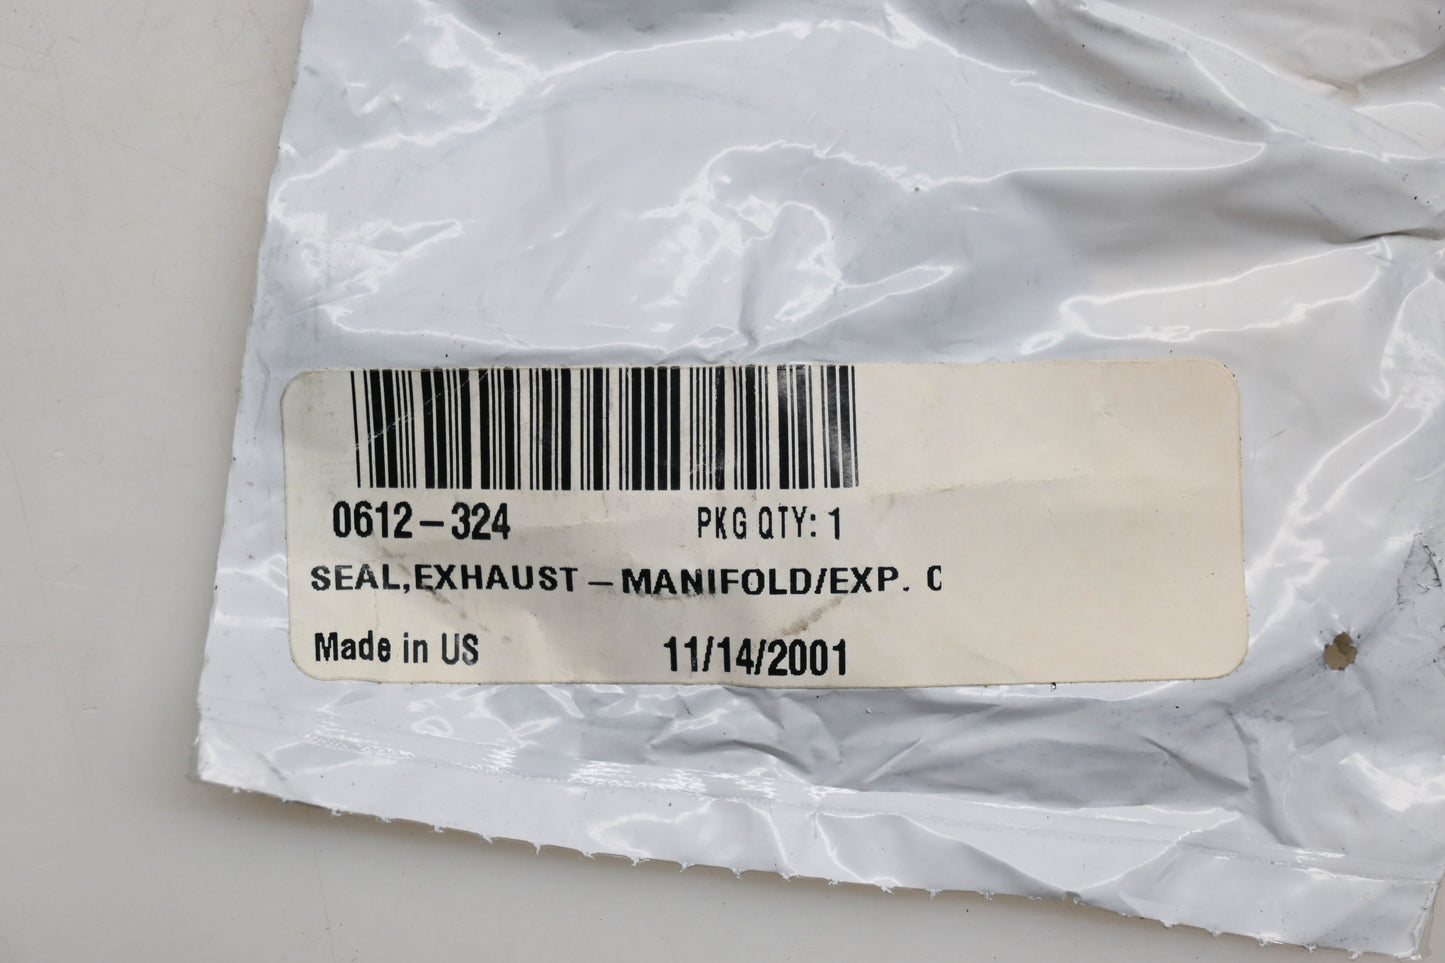 0612-324 PKG QTY: 1
SEAL,EXHAUST-MANIFOLD/EXP. C
Made in US 11/14/2001